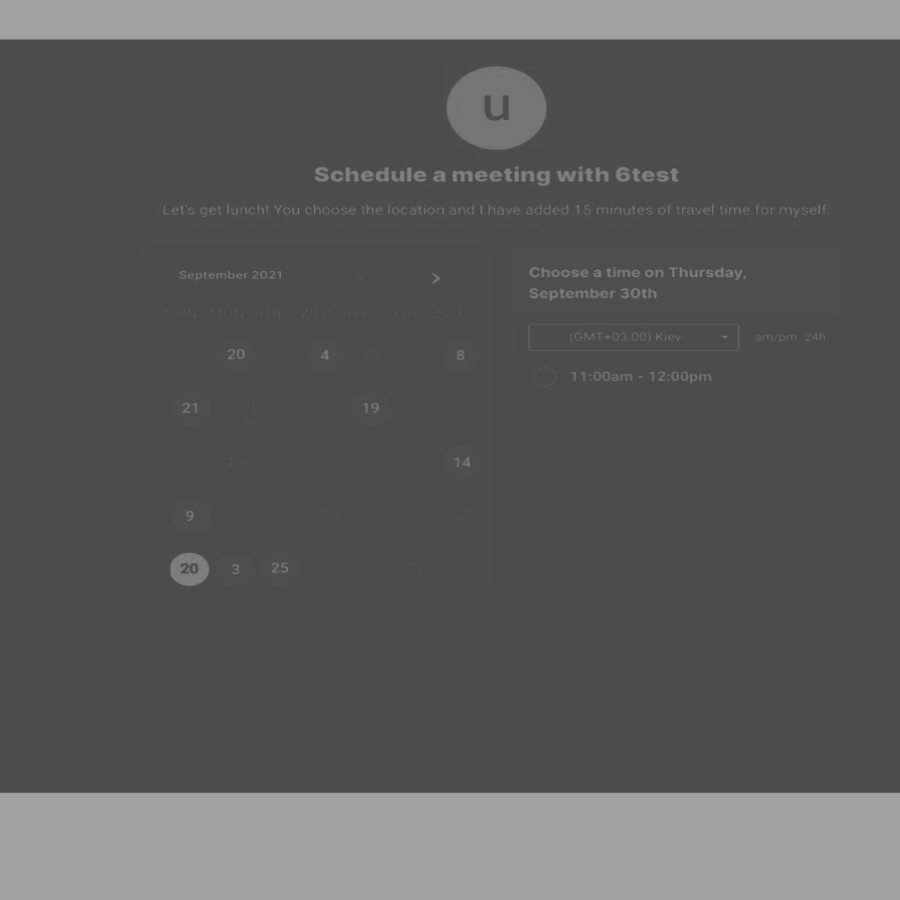 u
Schedule a meeting with 6test
Let's get lunch! You choose the location and I have added 15 minutes of travel time for myself.
September 2021
SUN MON TUE WED THU FRI SAT
20 4 8
21 19
14
9 5
20 3 25 12
Choose a time on Thursday,
September 30th
(GMT+03:00) Kiev am/pm 24h
11:00am - 12:00pm